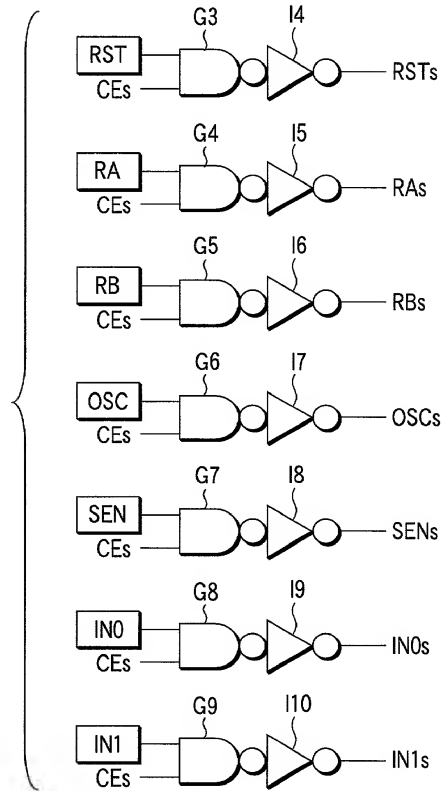 G3 I4
RST RSTs
CEs
G4 I5
RA RAs
CEs
G5 I6
RB RBs
CEs
G6 I7
OSC OSCs
CEs
G7 I8
SEN SENs
CEs
G8 I9
IN0 IN0s
CEs
G9 I10
IN1 IN1s
CEs